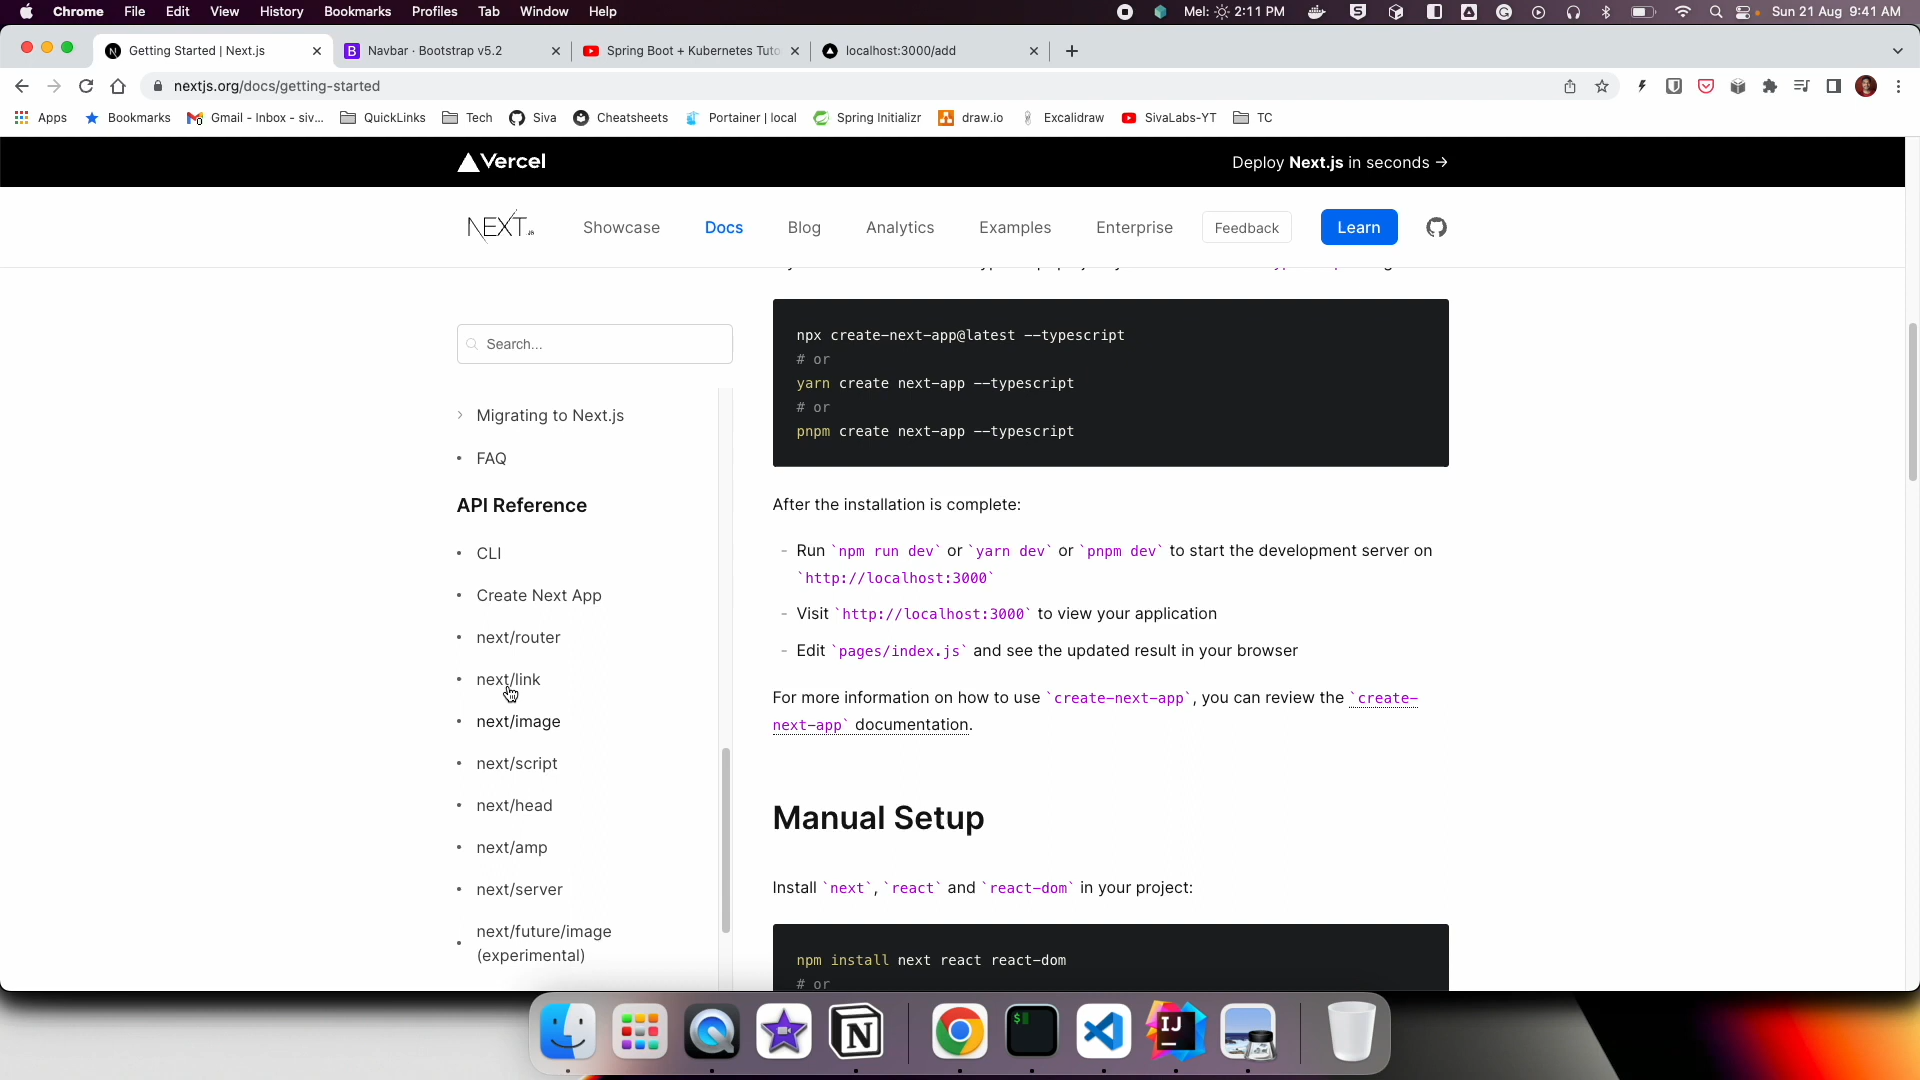 Chrome File Edit View History Bookmarks Profiles Tab Window Help Mel: 2:11 PM Sun 21 Aug 9:41 AM
Getting Started | Next.js Navbar · Bootstrap v5.2 Spring Boot + Kubernetes Tuto localhost:3000/add
nextjs.org/docs/getting-started
Apps Bookmarks Gmail - Inbox - siv... QuickLinks Tech Siva Cheatsheets Portainer | local Spring Initializr draw.io Excalidraw SivaLabs-YT TC
Vercel Deploy Next.js in seconds →
NEXT.JS Showcase Docs Blog Analytics Examples Enterprise Feedback Learn
Search...
Migrating to Next.js
FAQ
API Reference
CLI
Create Next App
next/router
next/link
next/image
next/script
next/head
next/amp
next/server
next/future/image
(experimental)
npx create-next-app@latest --typescript
# or
yarn create next-app --typescript
# or
pnpm create next-app --typescript
After the installation is complete:
- Run `npm run dev` or `yarn dev` or `pnpm dev` to start the development server on
`http://localhost:3000`
- Visit `http://localhost:3000` to view your application
- Edit `pages/index.js` and see the updated result in your browser
For more information on how to use `create-next-app`, you can review the `create-
next-app` documentation.
Manual Setup
Install `next`, `react` and `react-dom` in your project:
npm install next react react-dom
# or